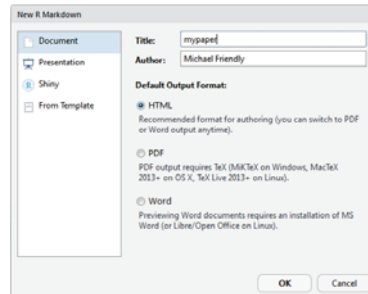 New R Markdown
Document
Presentation
Shiny
From Template
Title: mypaper
Author: Michael Friendly
Default Output Format:
HTML
Recommended format for authoring (you can switch to PDF
or Word output anytime).
PDF
PDF output requires TeX (MiKTeX on Windows, MacTeX
2013+ on OS X, TeX Live 2013+ on Linux).
Word
Previewing Word documents requires an installation of MS
Word (or Libre/Open Office on Linux).
OK Cancel